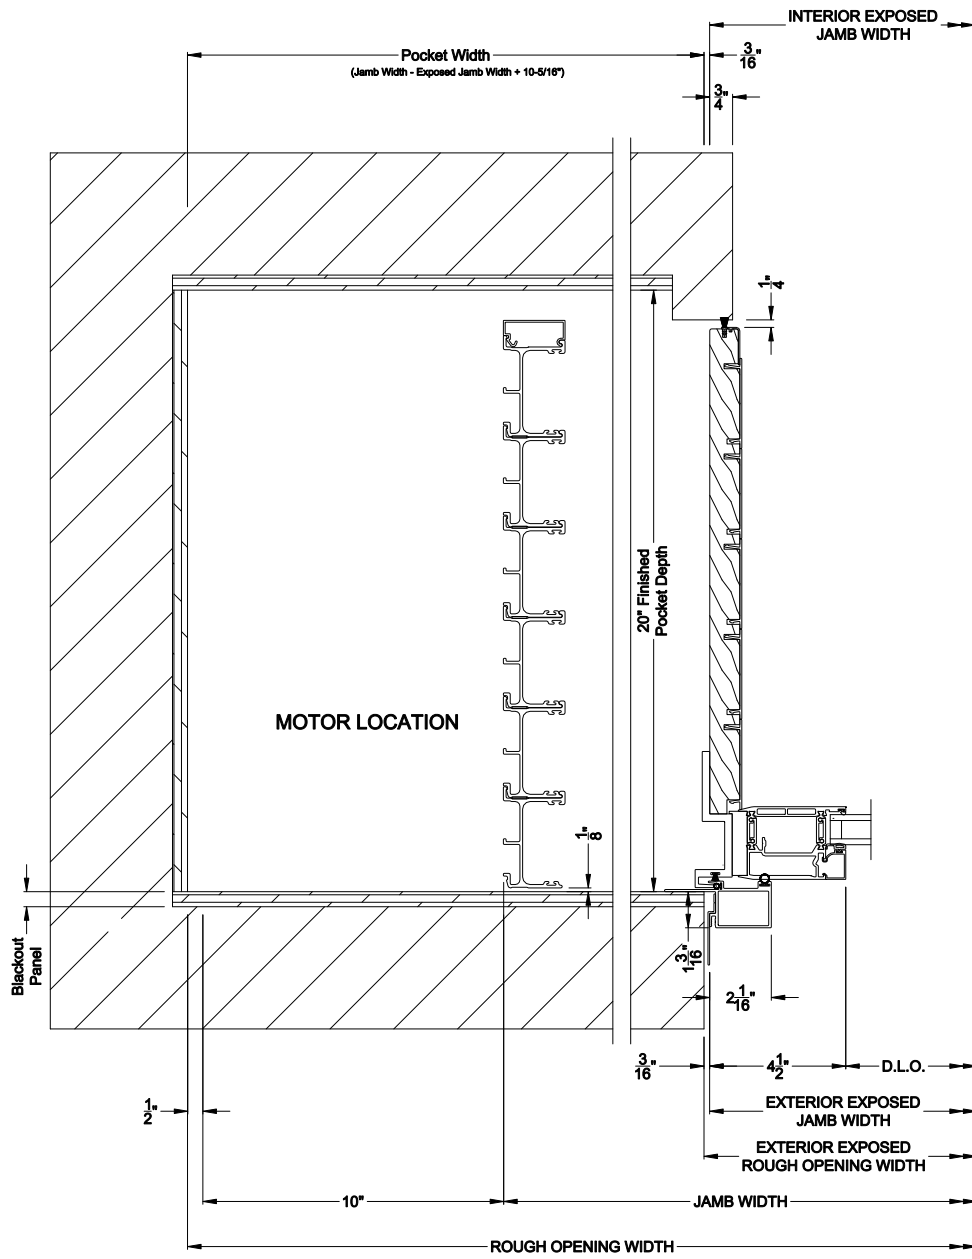 INTERIOR EXPOSED
JAMB WIDTH
Pocket Width
(Jamb Width - Exposed Jamb Width + 10-5/16")
3/16"
3/4"
1/4"
20" Finished
Pocket Depth
MOTOR LOCATION
1/8"
Blackout
Panel
1 3/16"
2 1/16"
3/16"
4 1/2"
D.L.O.
1/2"
EXTERIOR EXPOSED
JAMB WIDTH
EXTERIOR EXPOSED
ROUGH OPENING WIDTH
10"
JAMB WIDTH
ROUGH OPENING WIDTH